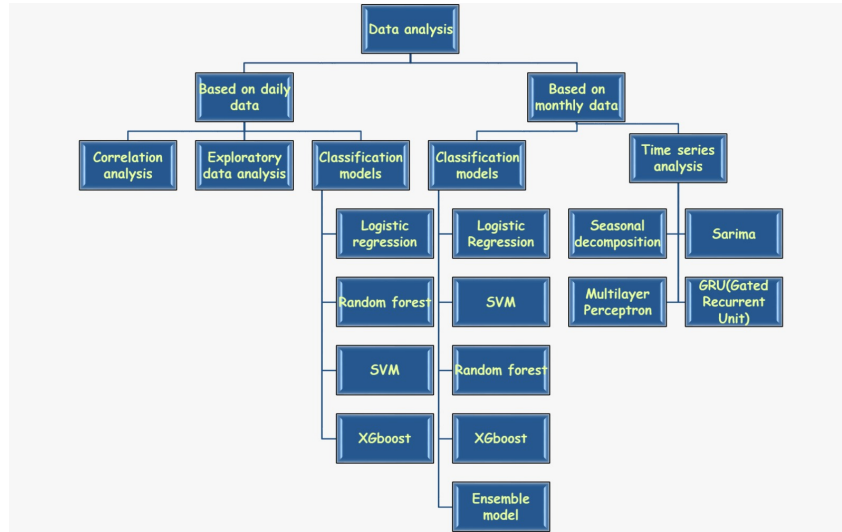 Data analysis
Based on daily
data
Based on
monthly data
Correlation
analysis
Exploratory
data analysis
Classification
models
Classification
models
Time series
analysis
Logistic
regression
Random forest
SVM
XGboost
Logistic
Regression
SVM
Random forest
XGboost
Ensemble
model
Seasonal
decomposition
Sarima
Multilayer
Perceptron
GRU(Gated
Recurrent
Unit)